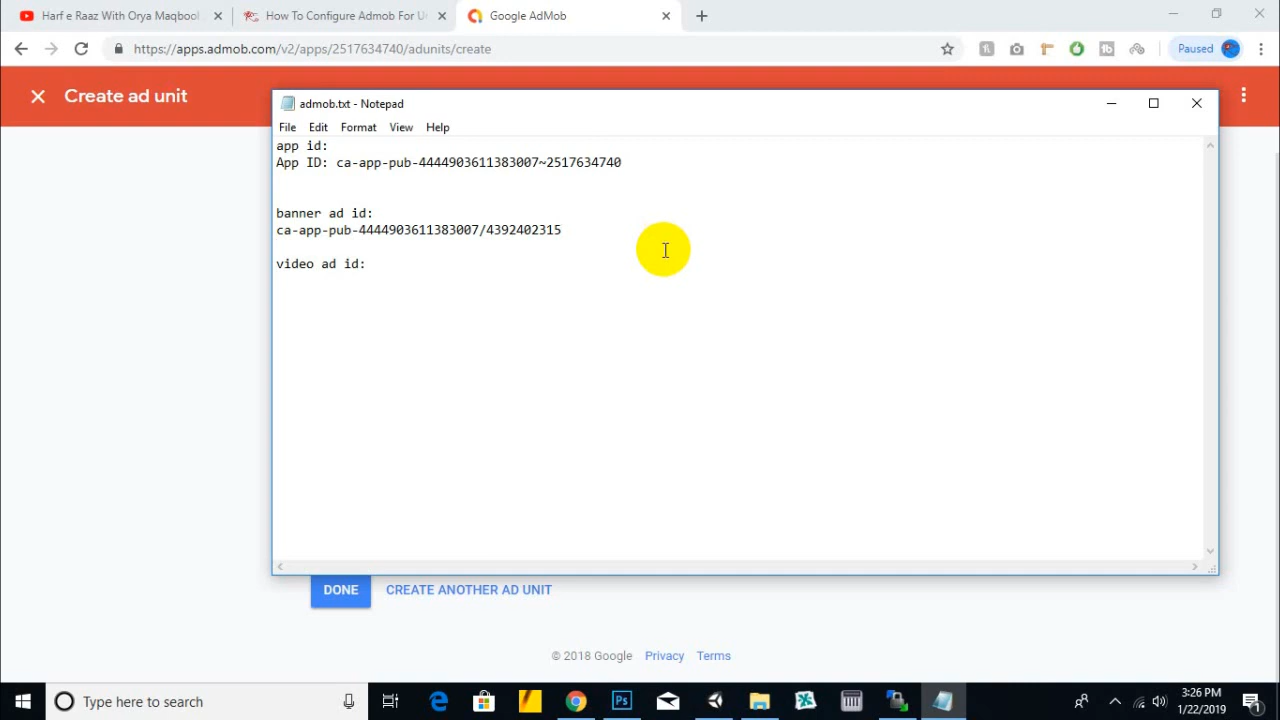 Harf e Raaz With Orya Maqbool
How To Configure Admob For U
Google AdMob
https://apps.admob.com/v2/apps/2517634740/adunits/create
Paused
Create ad unit
admob.txt - Notepad
File Edit Format View Help
app id:
App ID: ca-app-pub-4444903611383007~2517634740
banner ad id:
ca-app-pub-4444903611383007/4392402315
video ad id:
DONE
CREATE ANOTHER AD UNIT
© 2018 Google Privacy Terms
Type here to search
3:26 PM
1/22/2019